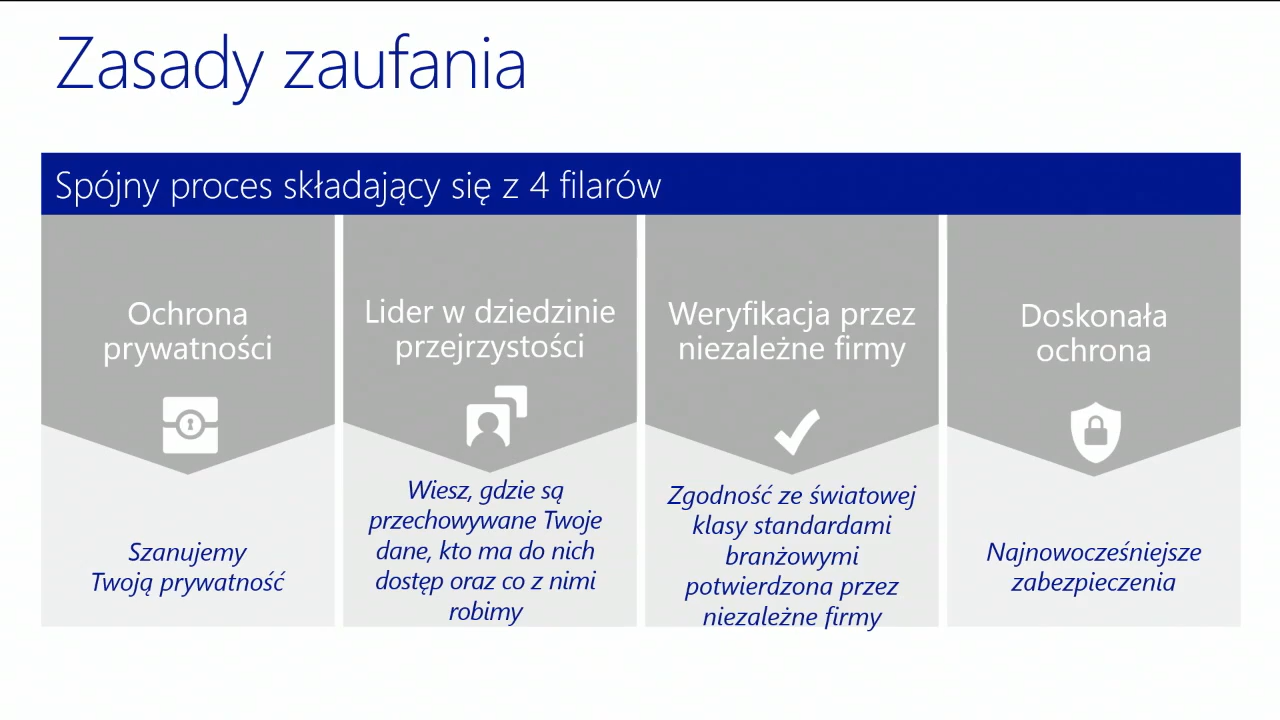 Zasady zaufania
Spójny proces składający się z 4 filarów
Ochrona
prywatności
Szanujemy
Twoją prywatność
Lider w dziedzinie
przejrzystości
Wiesz, gdzie są
przechowywane Twoje
dane, kto ma do nich
dostęp oraz co z nimi
robimy
Weryfikacja przez
niezależne firmy
Zgodność ze światowej
klasy standardami
branżowymi
potwierdzona przez
niezależne firmy
Doskonała
ochrona
Najnowocześniejsze
zabezpieczenia